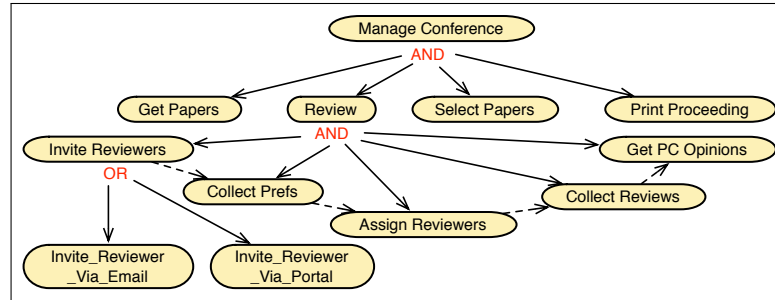 Manage Conference
AND
Get Papers
Review
Select Papers
Print Proceeding
AND
Invite Reviewers
Get PC Opinions
OR
Collect Prefs
Collect Reviews
Assign Reviewers
Invite_Reviewer
_Via_Email
Invite_Reviewer
_Via_Portal